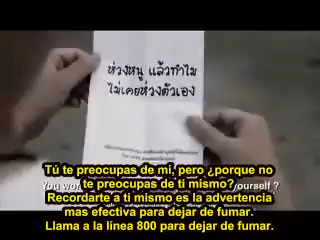 ห่วงหนู แล้วทำไม
ไม่เคยห่วงตัวเอง
Tú te preocupas de mí, pero ¿porque no
te preocupas de ti mismo?
You wor yourself ?
Recordarte a ti mismo es la advertencia
mas efectiva para dejar de fumar.
Llama a la línea 800 para dejar de fumar.